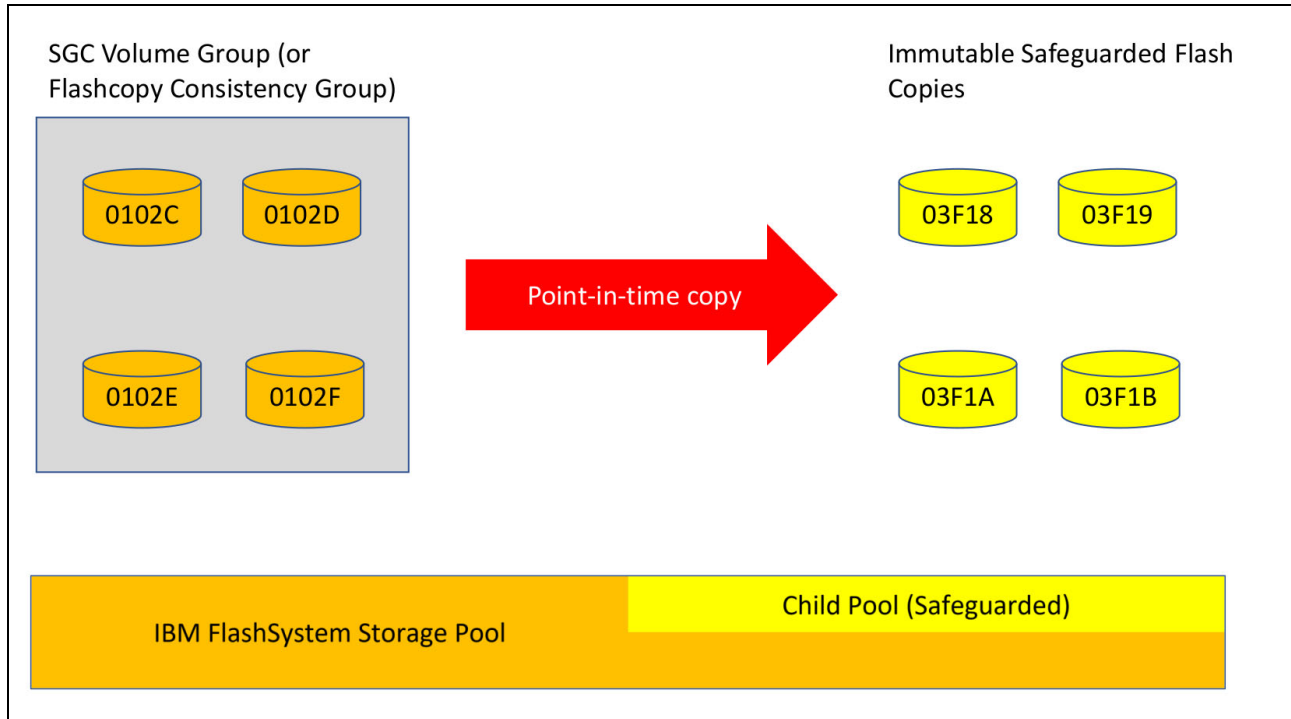 SGC Volume Group (or
Flashcopy Consistency Group)
Immutable Safeguarded Flash
Copies
0102C
0102D
03F18
03F19
Point-in-time copy
0102E
0102F
03F1A
03F1B
Child Pool (Safeguarded)
IBM FlashSystem Storage Pool